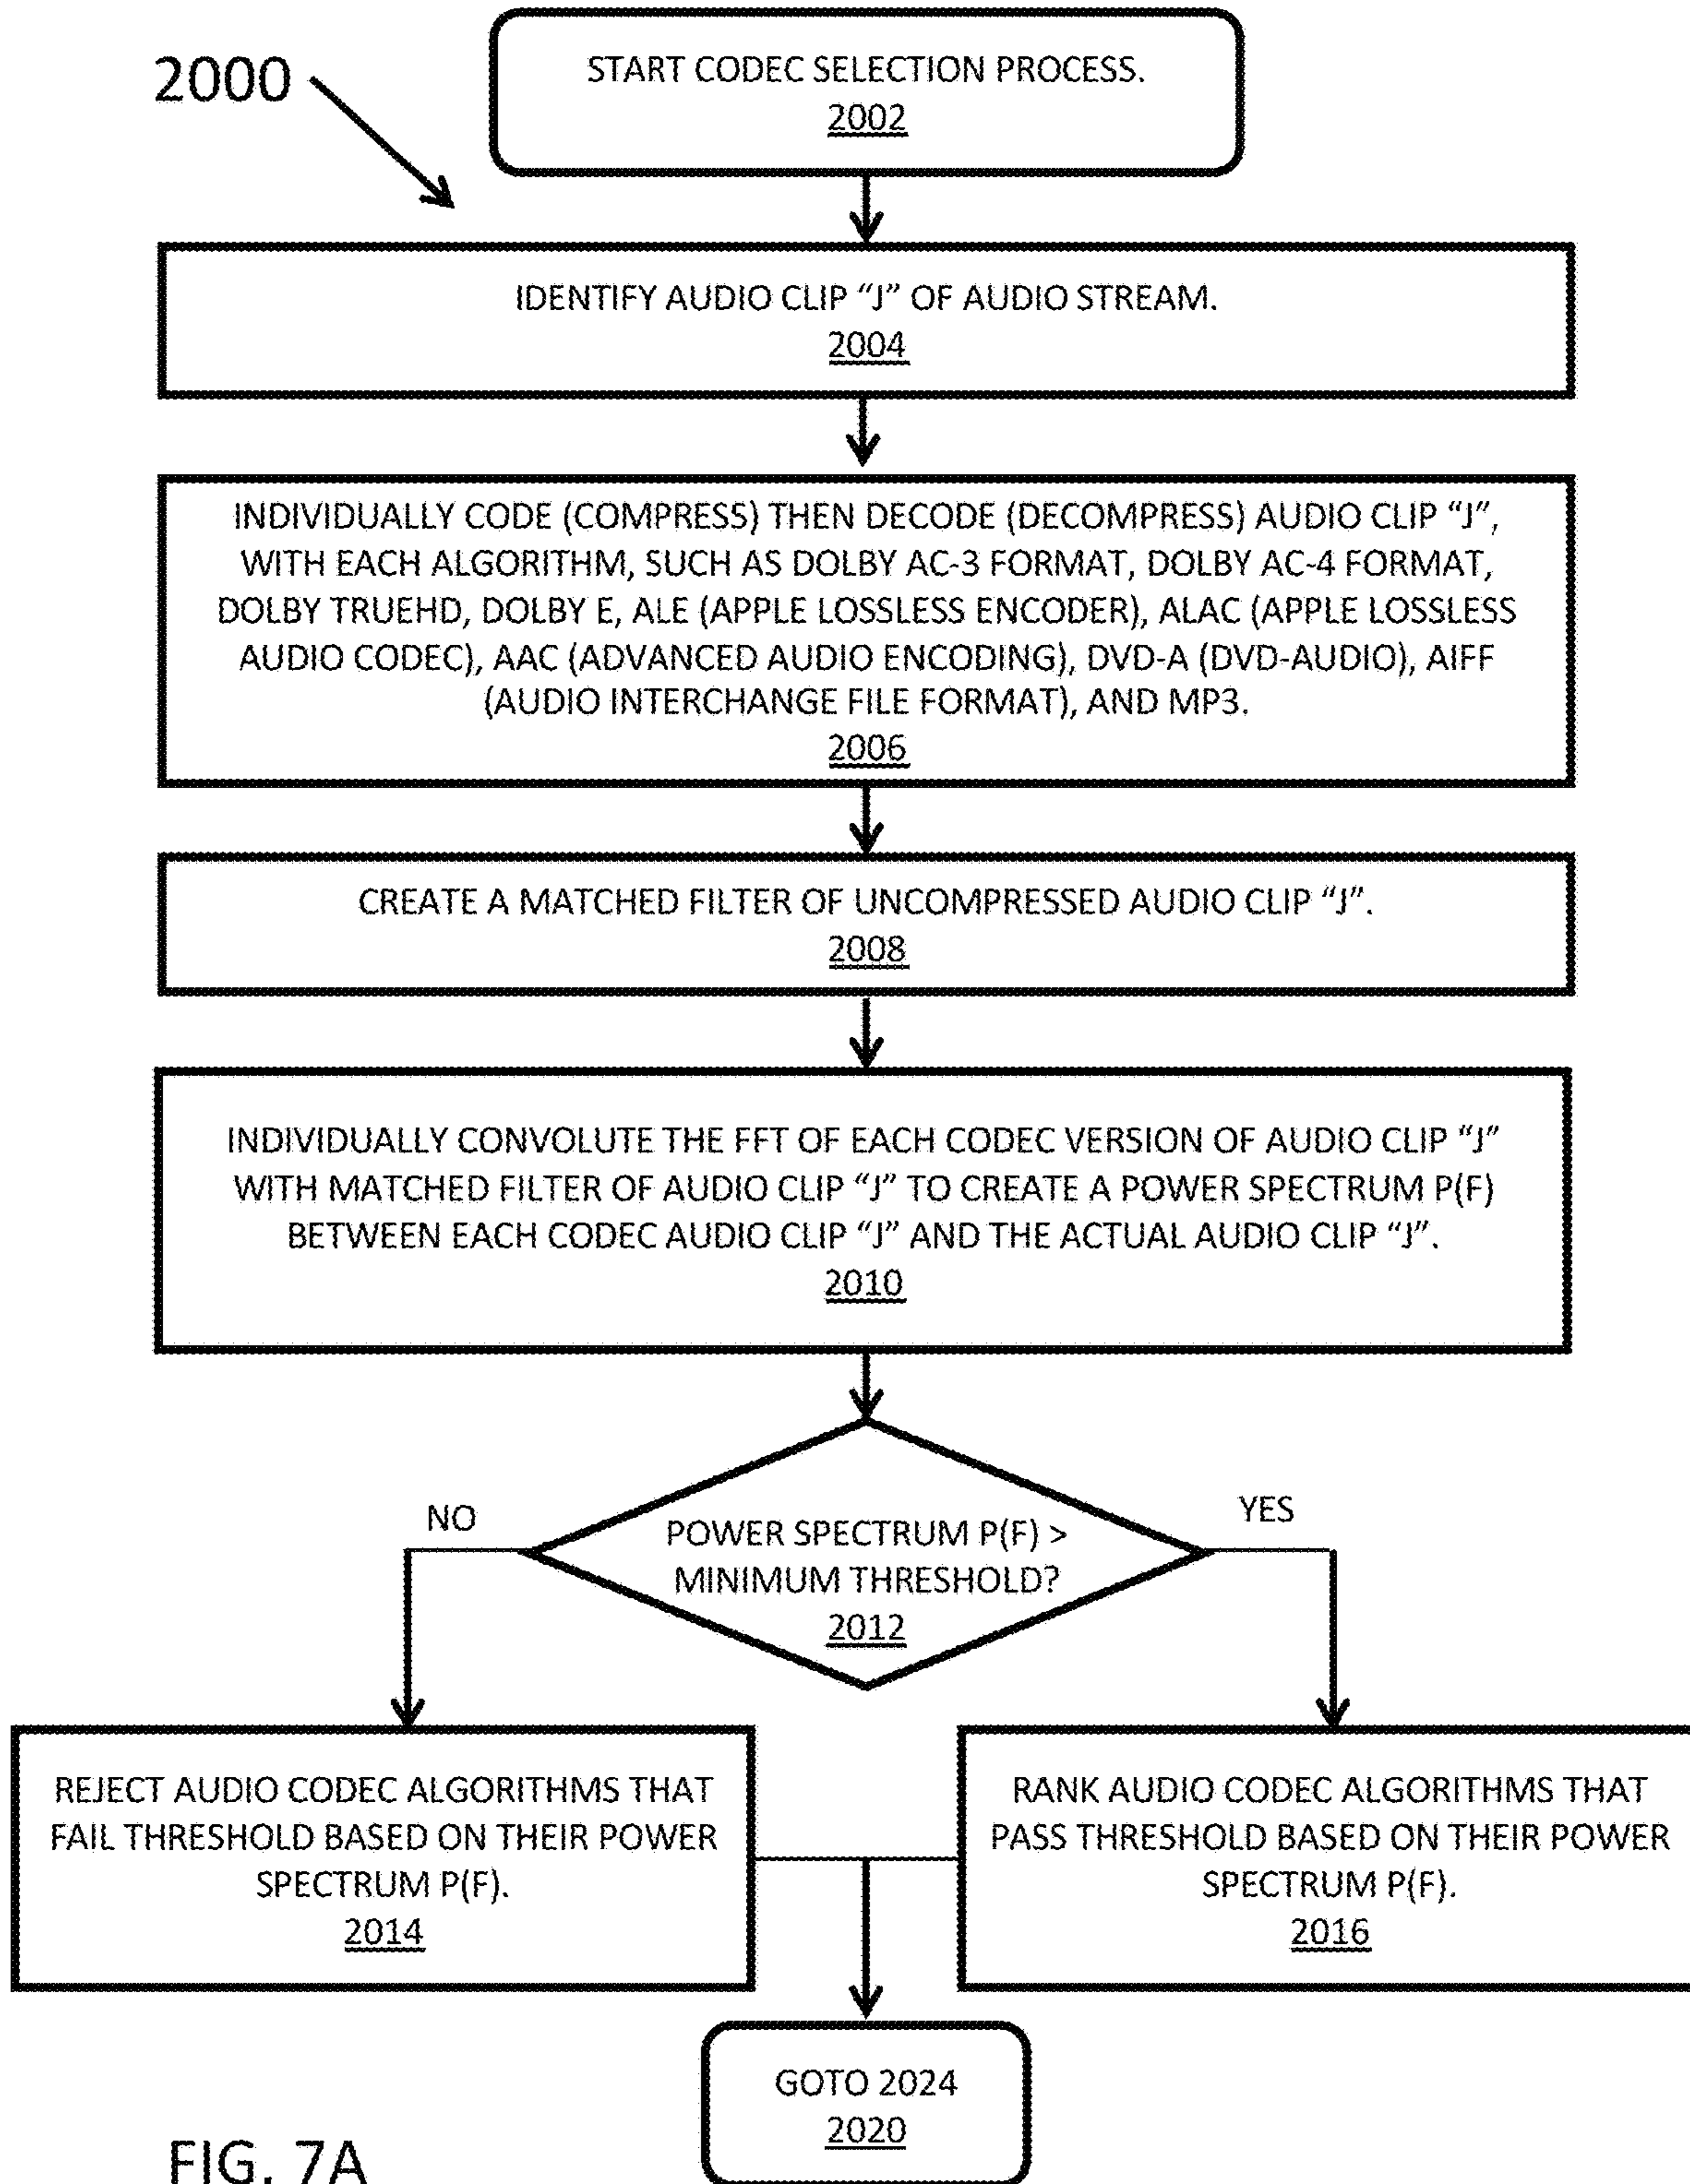 2000
START CODEC SELECTION PROCESS.
2002
IDENTIFY AUDIO CLIP “J” OF AUDIO STREAM.
2004
INDIVIDUALLY CODE (COMPRESS) THEN DECODE (DECOMPRESS) AUDIO CLIP “J”,
WITH EACH ALGORITHM, SUCH AS DOLBY AC-3 FORMAT, DOLBY AC-4 FORMAT,
DOLBY TRUEHD, DOLBY E, ALE (APPLE LOSSLESS ENCODER), ALAC (APPLE LOSSLESS
AUDIO CODEC), AAC (ADVANCED AUDIO ENCODING), DVD-A (DVD-AUDIO), AIFF
(AUDIO INTERCHANGE FILE FORMAT), AND MP3.
2006
CREATE A MATCHED FILTER OF UNCOMPRESSED AUDIO CLIP “J”.
2008
INDIVIDUALLY CONVOLUTE THE FFT OF EACH CODEC VERSION OF AUDIO CLIP “J”
WITH MATCHED FILTER OF AUDIO CLIP “J” TO CREATE A POWER SPECTRUM P(F)
BETWEEN EACH CODEC AUDIO CLIP “J” AND THE ACTUAL AUDIO CLIP “J”.
2010
NO
YES
POWER SPECTRUM P(F) >
MINIMUM THRESHOLD?
2012
REJECT AUDIO CODEC ALGORITHMS THAT
FAIL THRESHOLD BASED ON THEIR POWER
SPECTRUM P(F).
2014
RANK AUDIO CODEC ALGORITHMS THAT
PASS THRESHOLD BASED ON THEIR POWER
SPECTRUM P(F).
2016
GOTO 2024
2020
FIG. 7A